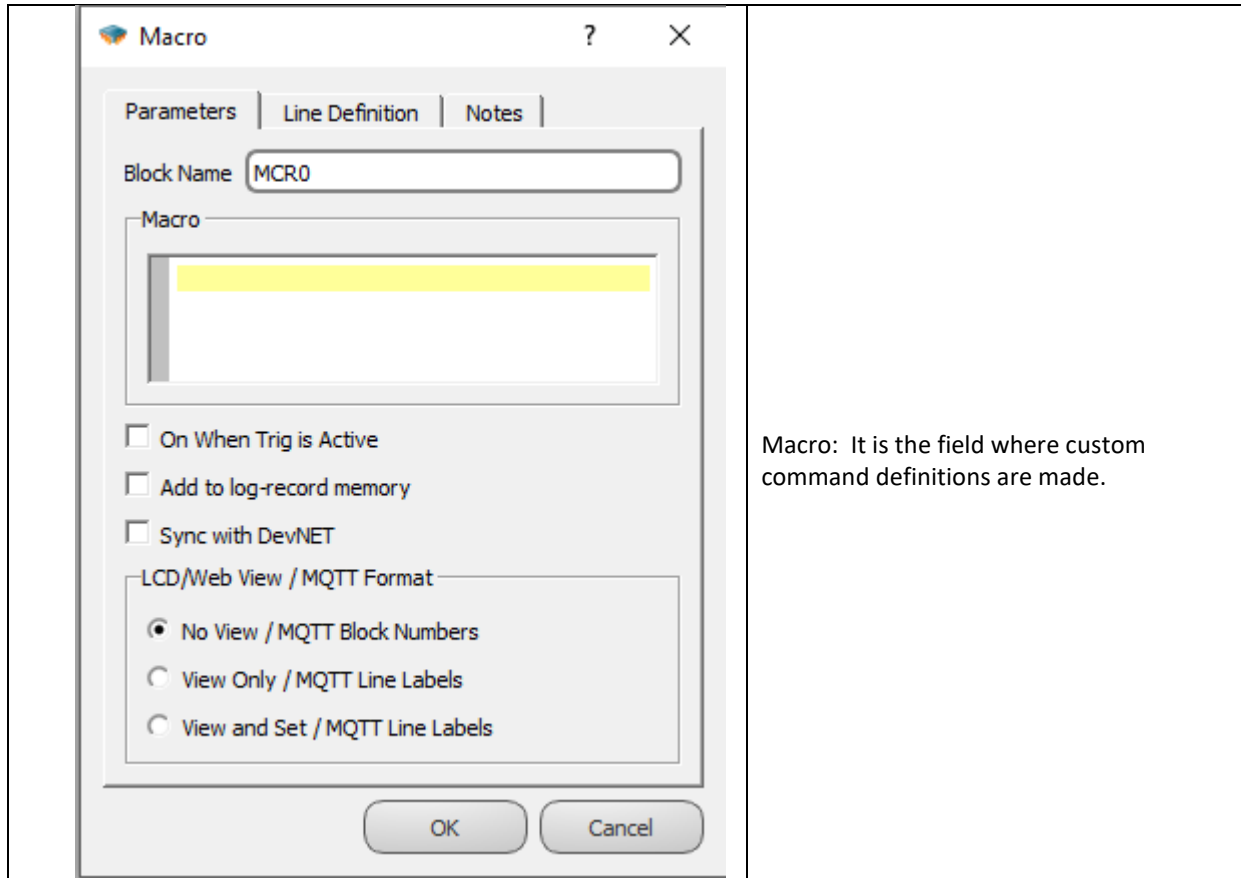 Macro
?
Parameters
Line Definition
Notes
Block Name
MCR0
Macro
On When Trig is Active
Add to log-record memory
Sync with DevNET
LCD/Web View / MQTT Format
No View / MQTT Block Numbers
View Only / MQTT Line Labels
View and Set / MQTT Line Labels
OK
Cancel
Macro:  It is the field where custom
command definitions are made.